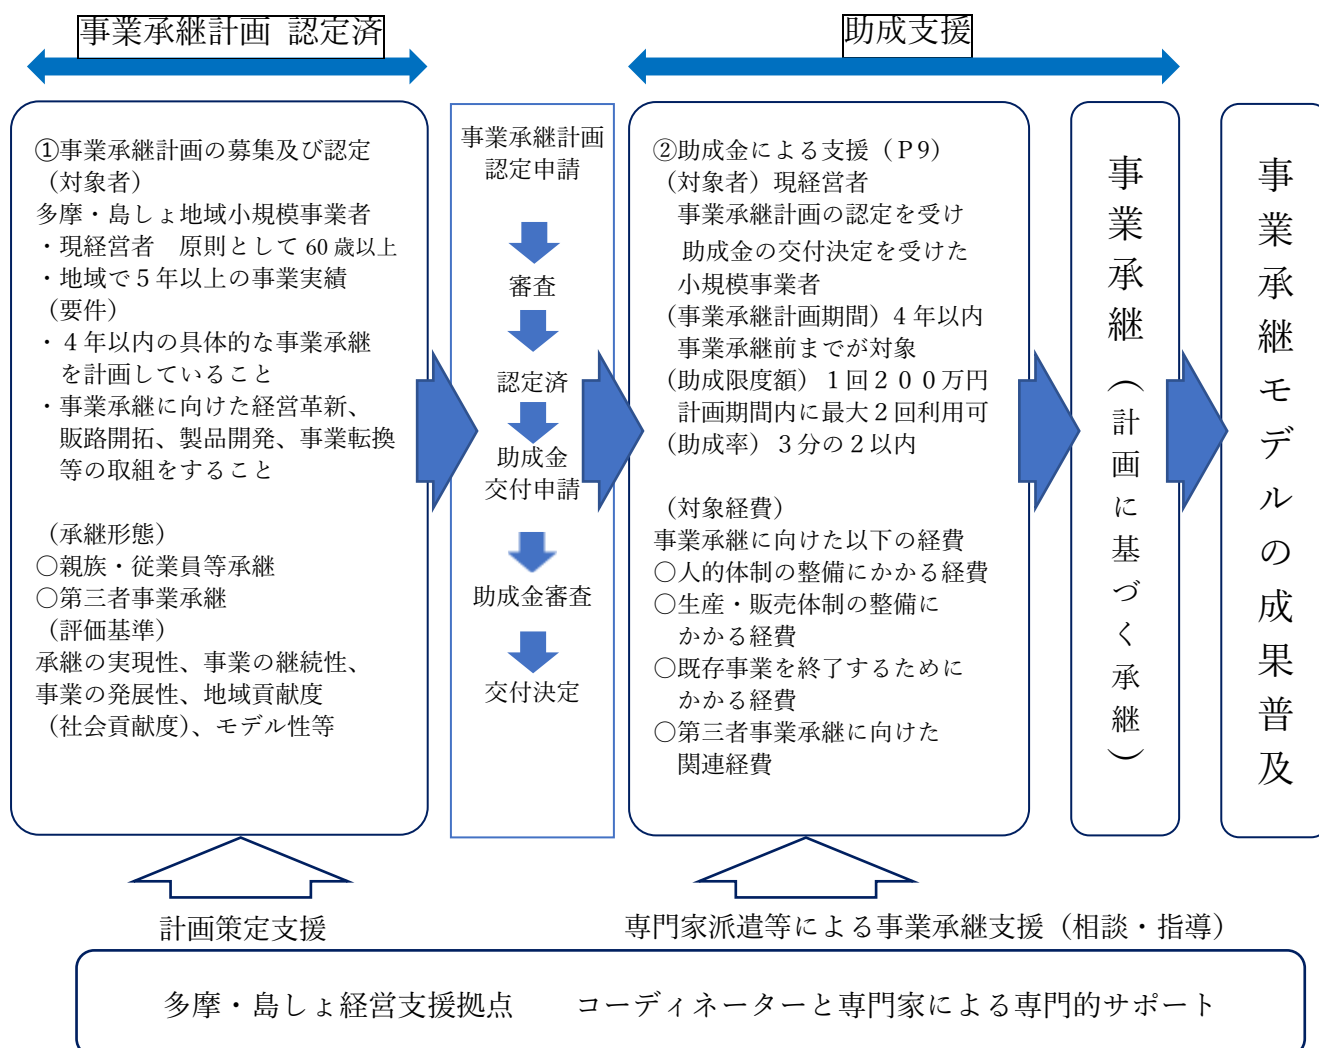 事業承継計画 認定済
助成支援
①事業承継計画の募集及び認定
（対象者）
多摩・島しょ地域小規模事業者
・現経営者　原則として 60 歳以上
・地域で５年以上の事業実績
（要件）
・４年以内の具体的な事業承継
を計画していること
・事業承継に向けた経営革新、
販路開拓、製品開発、事業転換
等の取組をすること
（承継形態）
○親族・従業員等承継
○第三者事業承継
（評価基準）
承継の実現性、事業の継続性、
事業の発展性、地域貢献度
（社会貢献度）、モデル性等
事業承継計画
認定申請
審査
認定済
助成金
交付申請
助成金審査
交付決定
②助成金による支援（Ｐ9）
（対象者）現経営者
事業承継計画の認定を受け
助成金の交付決定を受けた
小規模事業者
（事業承継計画期間）４年以内
事業承継前までが対象
（助成限度額）１回２００万円
計画期間内に最大２回利用可
（助成率）３分の２以内
（対象経費）
事業承継に向けた以下の経費
○人的体制の整備にかかる経費
○生産・販売体制の整備に
かかる経費
○既存事業を終了するために
かかる経費
○第三者事業承継に向けた
関連経費
事業承継（計画に基づく承継）
事業承継モデルの成果普及
計画策定支援
専門家派遣等による事業承継支援（相談・指導）
多摩・島しょ経営支援拠点　　コーディネーターと専門家による専門的サポート